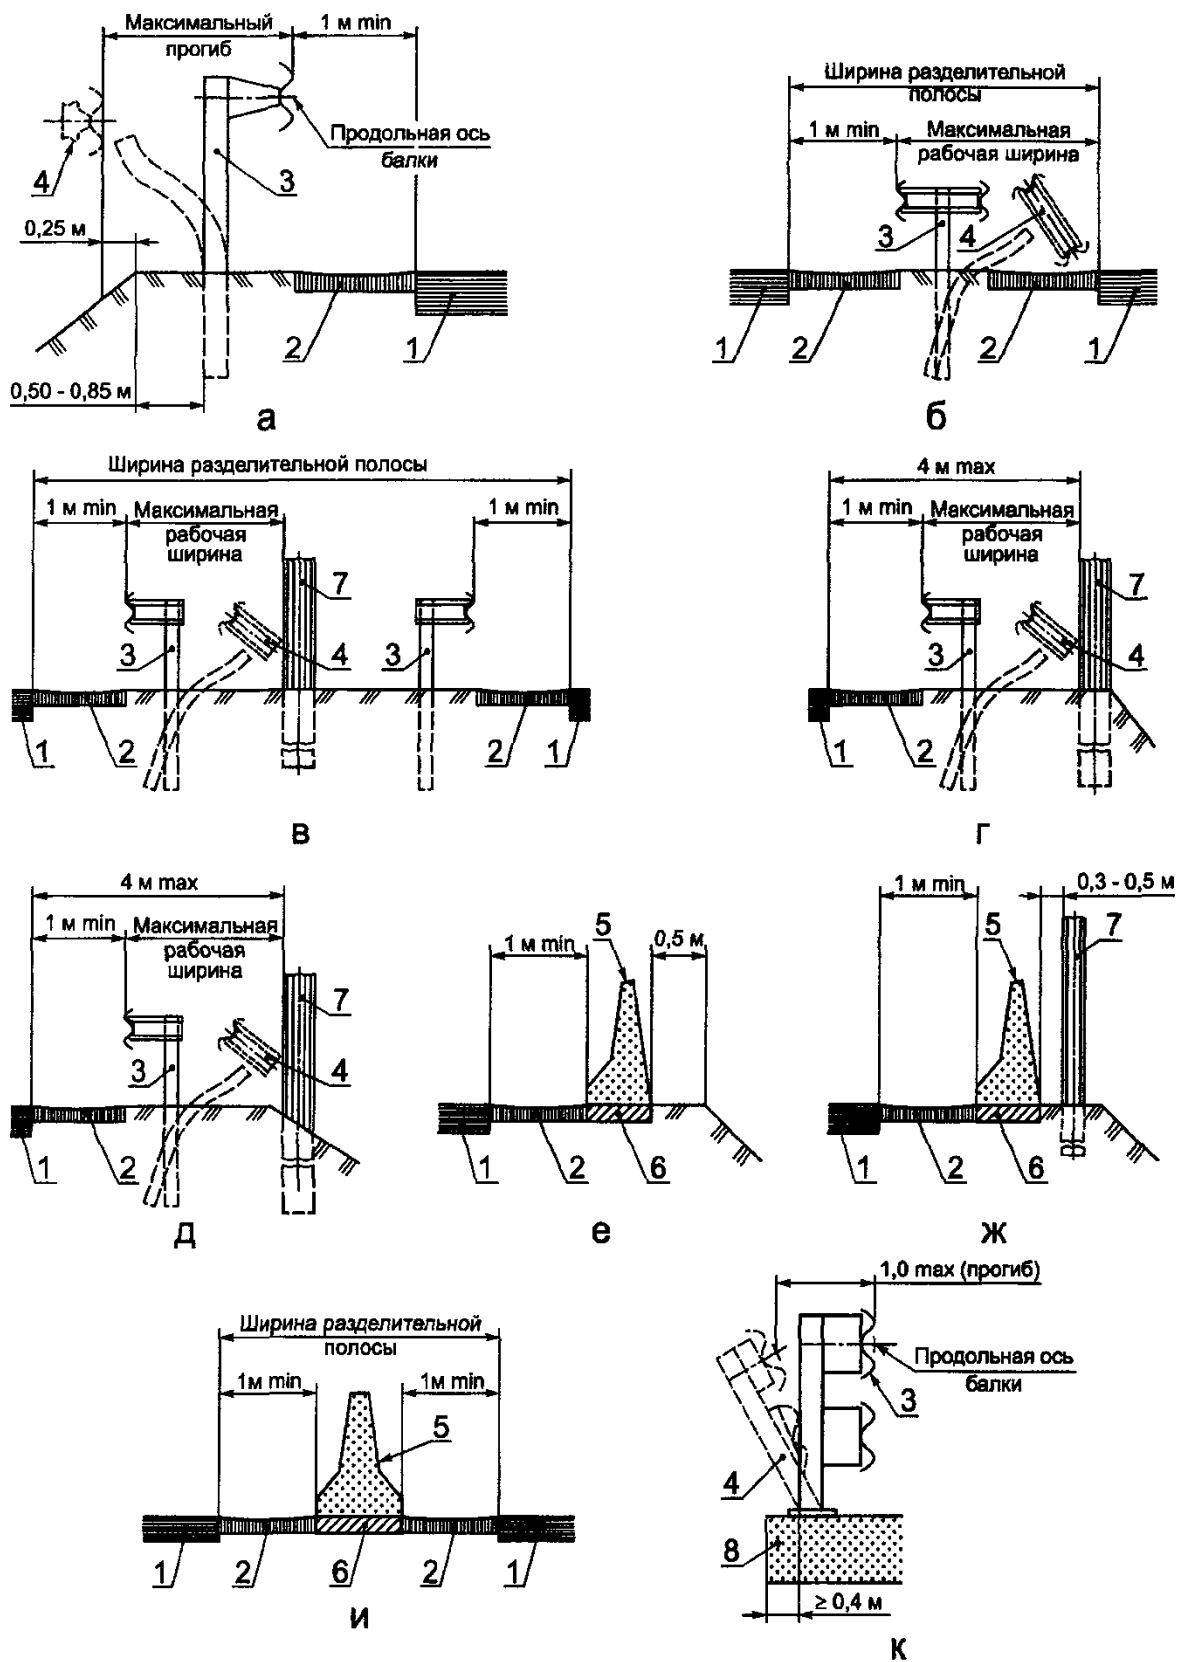 Максимальный
прогиб
1 м min
Продольная ось
балки
4
3
0,25 м
2
1
0,50 - 0,85 м
а
Ширина разделительной
полосы
1 м min
Максимальная
рабочая ширина
3
4
1
2
2
1
б
Ширина разделительной полосы
1 м min
Максимальная
рабочая
ширина
1 м min
7
3
4
3
1
2
2
1
в
4 м max
1 м min
Максимальная
рабочая
ширина
7
3
4
1
2
г
4 м max
1 м min
Максимальная
рабочая
ширина
7
3
4
1
2
д
1 м min
5
0,5 м
1
2
6
е
1 м min
0,3 - 0,5 м
5
7
1
2
6
ж
Ширина разделительной
полосы
1м min
1м min
5
1
2
6
2
1
и
1,0 max (прогиб)
Продольная ось
балки
3
4
8
≥ 0,4 м
к